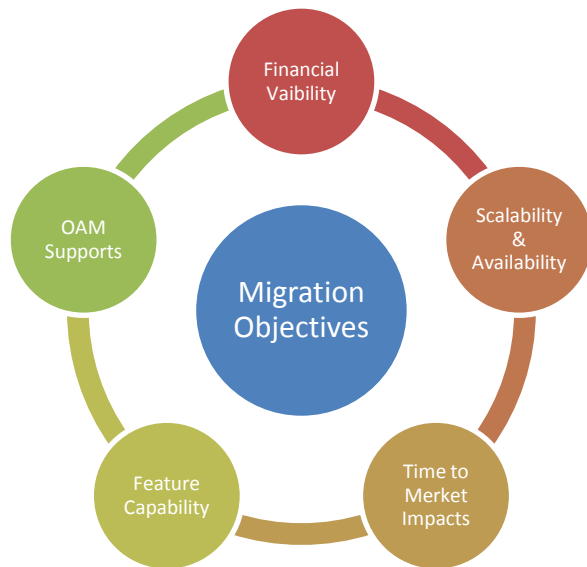 Financial
Vaibility
Scalability
&
Availability
Time to
Merket
Impacts
Feature
Capability
OAM
Supports
Migration
Objectives